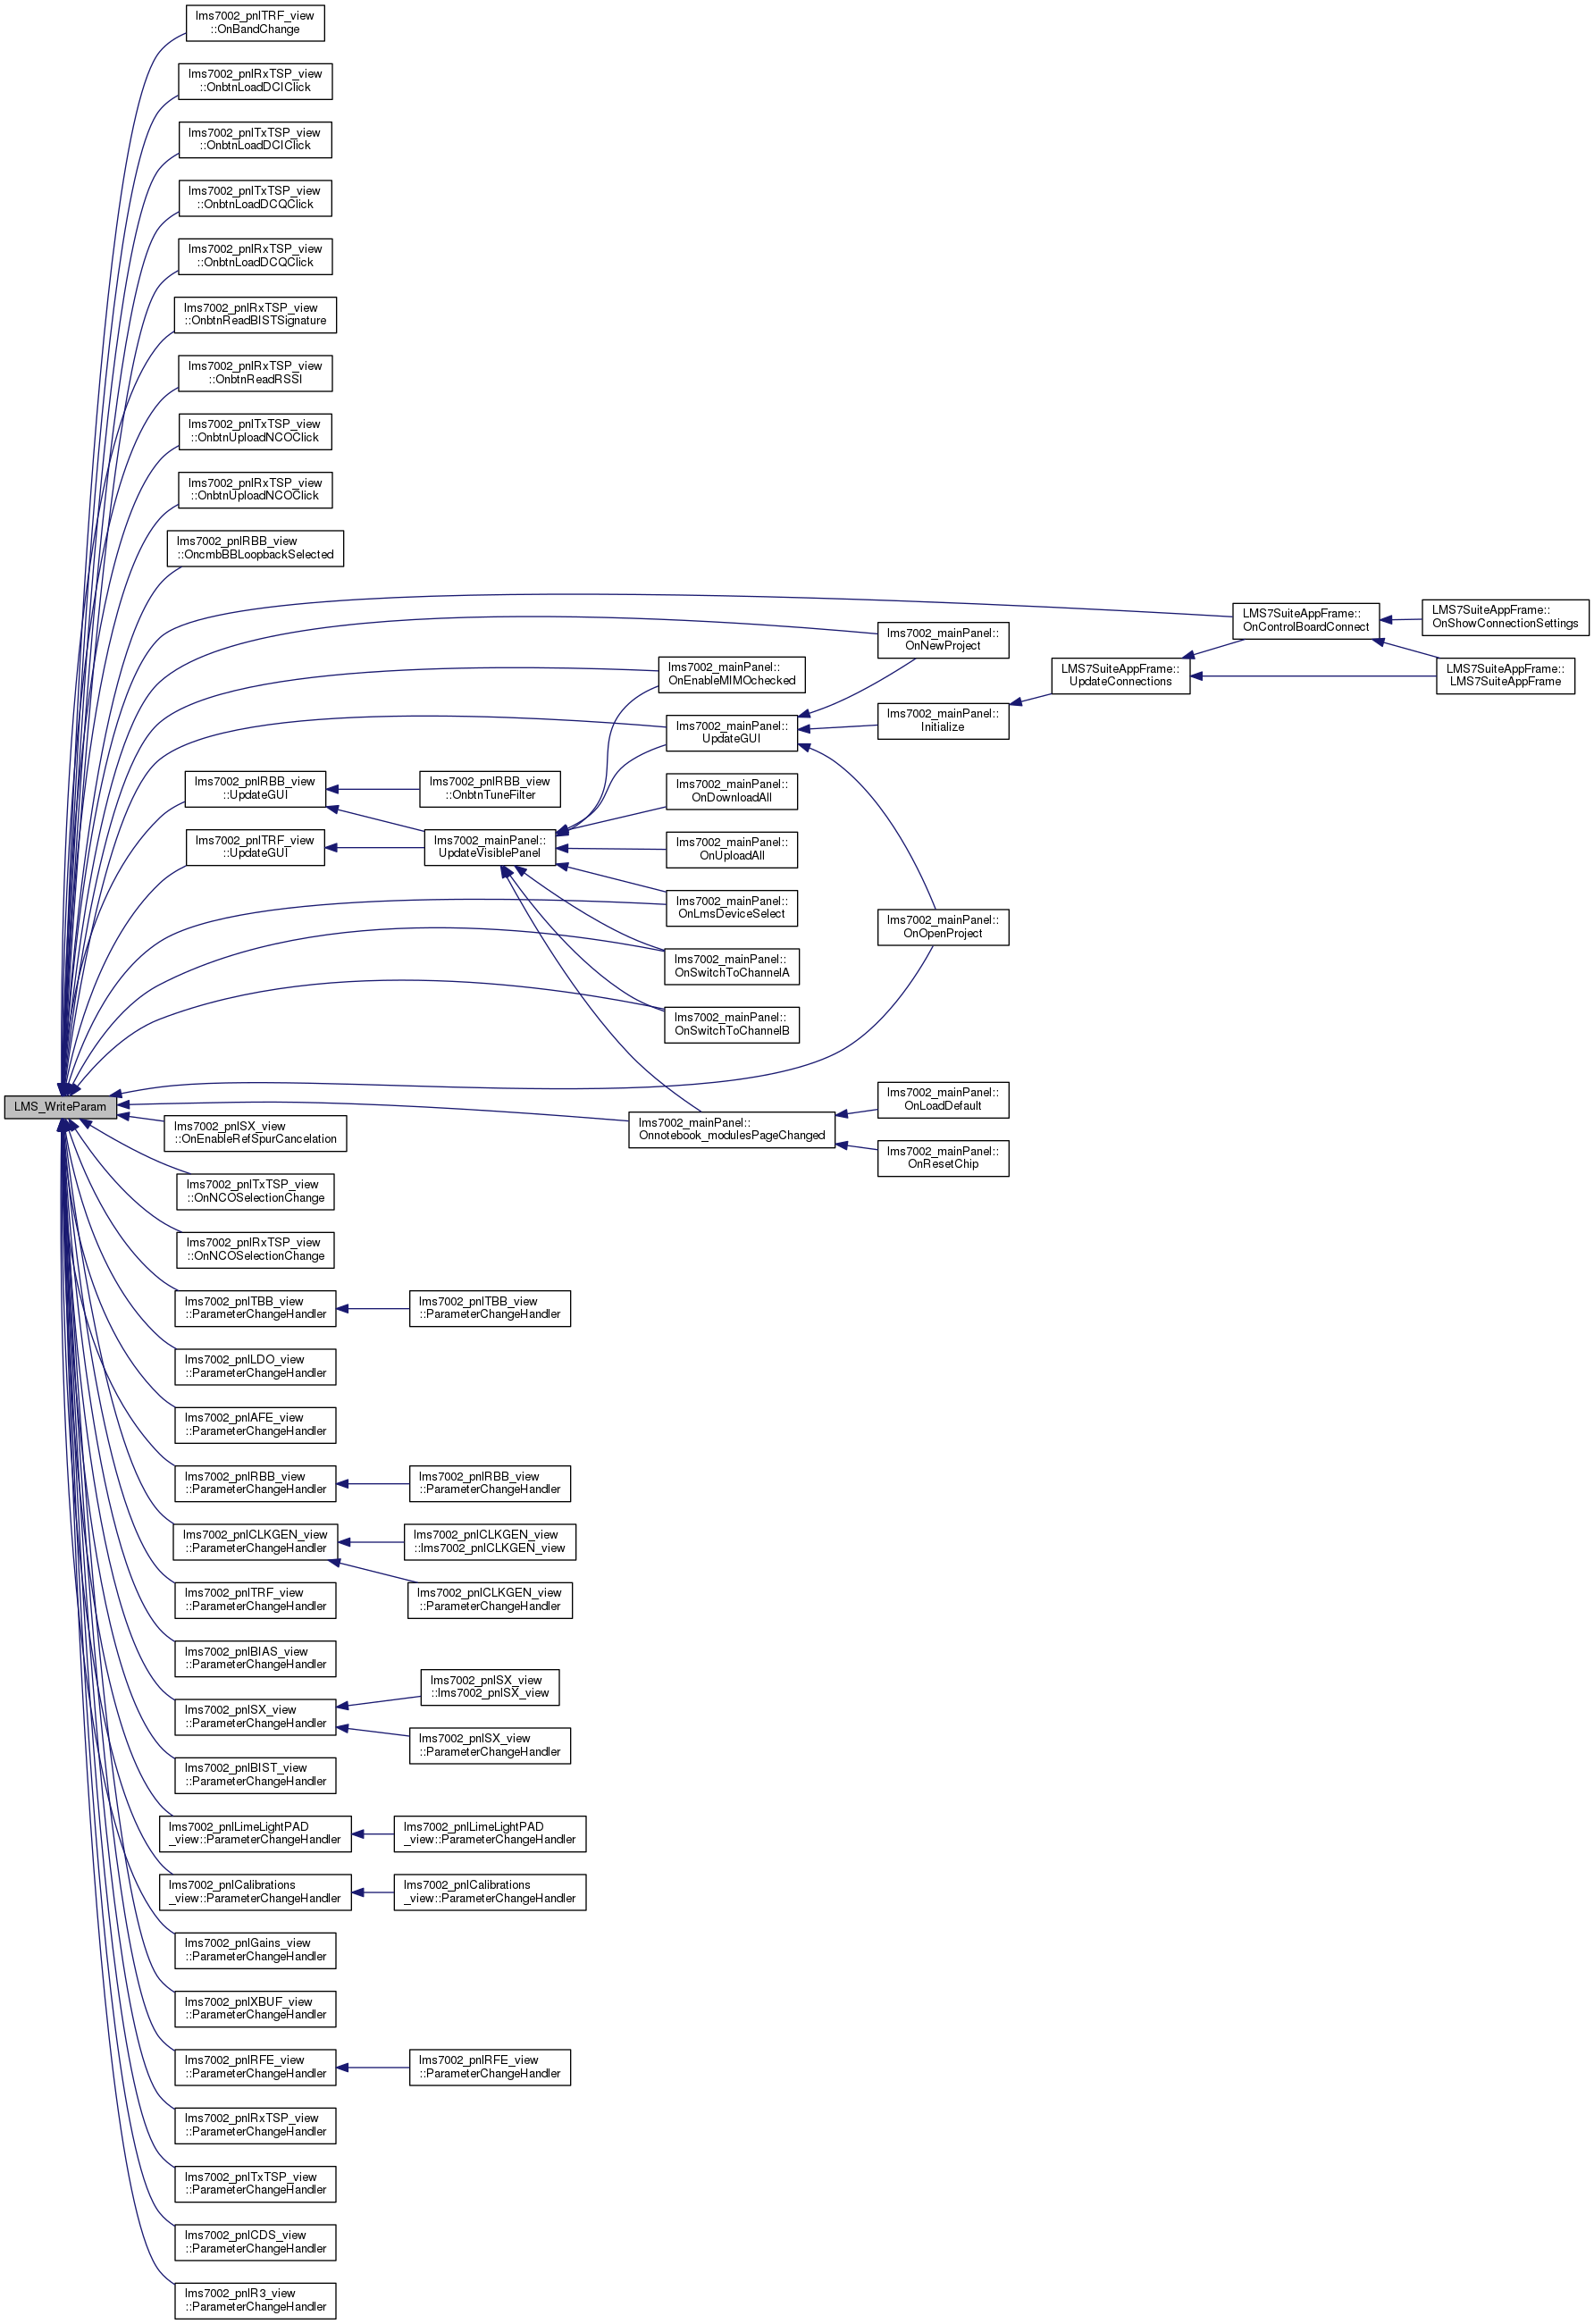 lms7002_pnlTRF_view
::OnBandChange
lms7002_pnlRxTSP_view
::OnbtnLoadDCIClick
lms7002_pnlTxTSP_view
::OnbtnLoadDCIClick
lms7002_pnlTxTSP_view
::OnbtnLoadDCQClick
lms7002_pnlRxTSP_view
::OnbtnLoadDCQClick
lms7002_pnlRxTSP_view
::OnbtnReadBISTSignature
lms7002_pnlRxTSP_view
::OnbtnReadRSSI
lms7002_pnlTxTSP_view
::OnbtnUploadNCOClick
lms7002_pnlRxTSP_view
::OnbtnUploadNCOClick
lms7002_pnlRBB_view
::OncmbBBLoopbackSelected
LMS7SuiteAppFrame::
OnControlBoardConnect
LMS7SuiteAppFrame::
OnShowConnectionSettings
lms7002_mainPanel::
OnNewProject
lms7002_mainPanel::
OnEnableMIMOchecked
LMS7SuiteAppFrame::
UpdateConnections
LMS7SuiteAppFrame::
LMS7SuiteAppFrame
lms7002_mainPanel::
UpdateGUI
lms7002_mainPanel::
Initialize
lms7002_pnlRBB_view
::UpdateGUI
lms7002_pnlRBB_view
::OnbtnTuneFilter
lms7002_mainPanel::
OnDownloadAll
lms7002_pnlTRF_view
::UpdateGUI
lms7002_mainPanel::
UpdateVisiblePanel
lms7002_mainPanel::
OnUploadAll
lms7002_mainPanel::
OnLmsDeviceSelect
lms7002_mainPanel::
OnOpenProject
lms7002_mainPanel::
OnSwitchToChannelA
lms7002_mainPanel::
OnSwitchToChannelB
LMS_WriteParam
lms7002_mainPanel::
OnLoadDefault
lms7002_pnlSX_view
::OnEnableRefSpurCancelation
lms7002_mainPanel::
Onnotebook_modulesPageChanged
lms7002_mainPanel::
OnResetChip
lms7002_pnlTxTSP_view
::OnNCOSelectionChange
lms7002_pnlRxTSP_view
::OnNCOSelectionChange
lms7002_pnlTBB_view
::ParameterChangeHandler
lms7002_pnlTBB_view
::ParameterChangeHandler
lms7002_pnlLDO_view
::ParameterChangeHandler
lms7002_pnlAFE_view
::ParameterChangeHandler
lms7002_pnlRBB_view
::ParameterChangeHandler
lms7002_pnlRBB_view
::ParameterChangeHandler
lms7002_pnlCLKGEN_view
::ParameterChangeHandler
lms7002_pnlCLKGEN_view
::lms7002_pnlCLKGEN_view
lms7002_pnlTRF_view
::ParameterChangeHandler
lms7002_pnlCLKGEN_view
::ParameterChangeHandler
lms7002_pnlBIAS_view
::ParameterChangeHandler
lms7002_pnlSX_view
::lms7002_pnlSX_view
lms7002_pnlSX_view
::ParameterChangeHandler
lms7002_pnlSX_view
::ParameterChangeHandler
lms7002_pnlBIST_view
::ParameterChangeHandler
lms7002_pnlLimeLightPAD
_view::ParameterChangeHandler
lms7002_pnlLimeLightPAD
_view::ParameterChangeHandler
lms7002_pnlCalibrations
_view::ParameterChangeHandler
lms7002_pnlCalibrations
_view::ParameterChangeHandler
lms7002_pnlGains_view
::ParameterChangeHandler
lms7002_pnlXBUF_view
::ParameterChangeHandler
lms7002_pnlRFE_view
::ParameterChangeHandler
lms7002_pnlRFE_view
::ParameterChangeHandler
lms7002_pnlRxTSP_view
::ParameterChangeHandler
lms7002_pnlTxTSP_view
::ParameterChangeHandler
lms7002_pnlCDS_view
::ParameterChangeHandler
lms7002_pnlR3_view
::ParameterChangeHandler